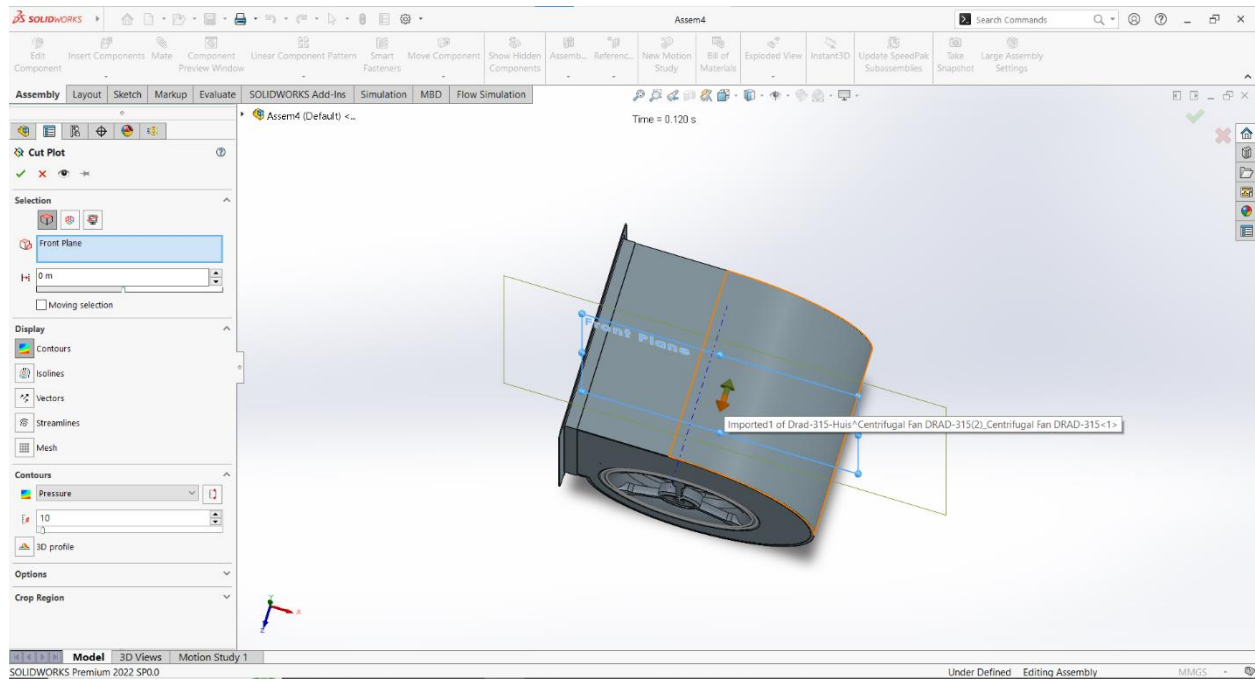 SOLIDWORKS
Assem4
Search Commands
Edit Component
Insert Components
Mate
Component Preview Window
Linear Component Pattern
Smart Fasteners
Move Component
Show Hidden Components
Assemb...
Referenc...
New Motion Study
Bill of Materials
Exploded View
Instant3D
Update SpeedPak Subassemblies
Take Snapshot
Large Assembly Settings
Assembly Layout Sketch Markup Evaluate SOLIDWORKS Add-Ins Simulation MBD Flow Simulation
Assem4 (Default) <...
Time = 0.120 s
Cut Plot
Selection
Front Plane
0 m
Moving selection
Display
Contours
Isolines
Vectors
Streamlines
Mesh
Contours
Pressure
10
3D profile
Options
Crop Region
Front Plane
Imported1 of Drad-315-Huis^Centrifugal Fan DRAD-315(2)_Centrifugal Fan DRAD-315<1>
Y
X
Z
Model 3D Views Motion Study 1
SOLIDWORKS Premium 2022 SP0.0
Under Defined Editing Assembly MMGS -